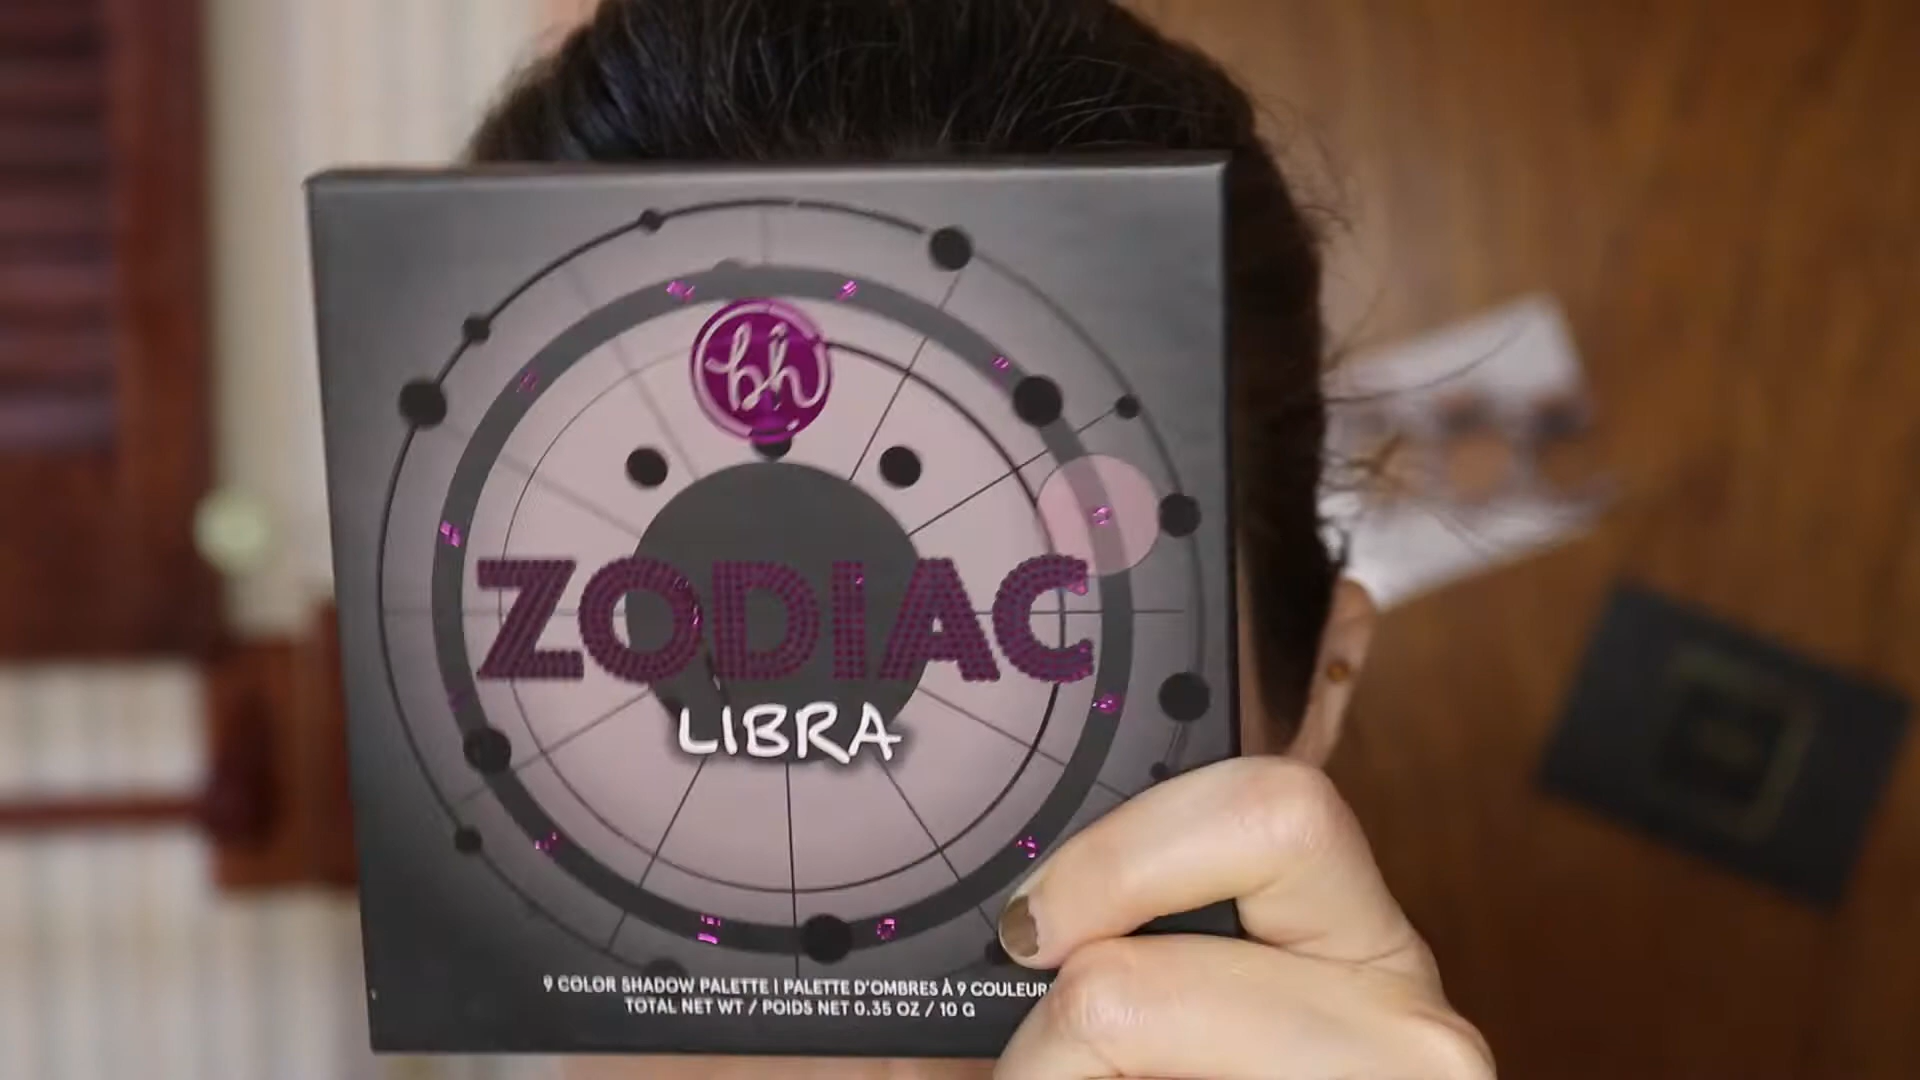 bh
ZODIAC
LIBRA
9 COLOR SHADOW PALETTE | PALETTE D'OMBRES À 9 COULEURS
TOTAL NET WT / POIDS NET 0.35 OZ / 10 G